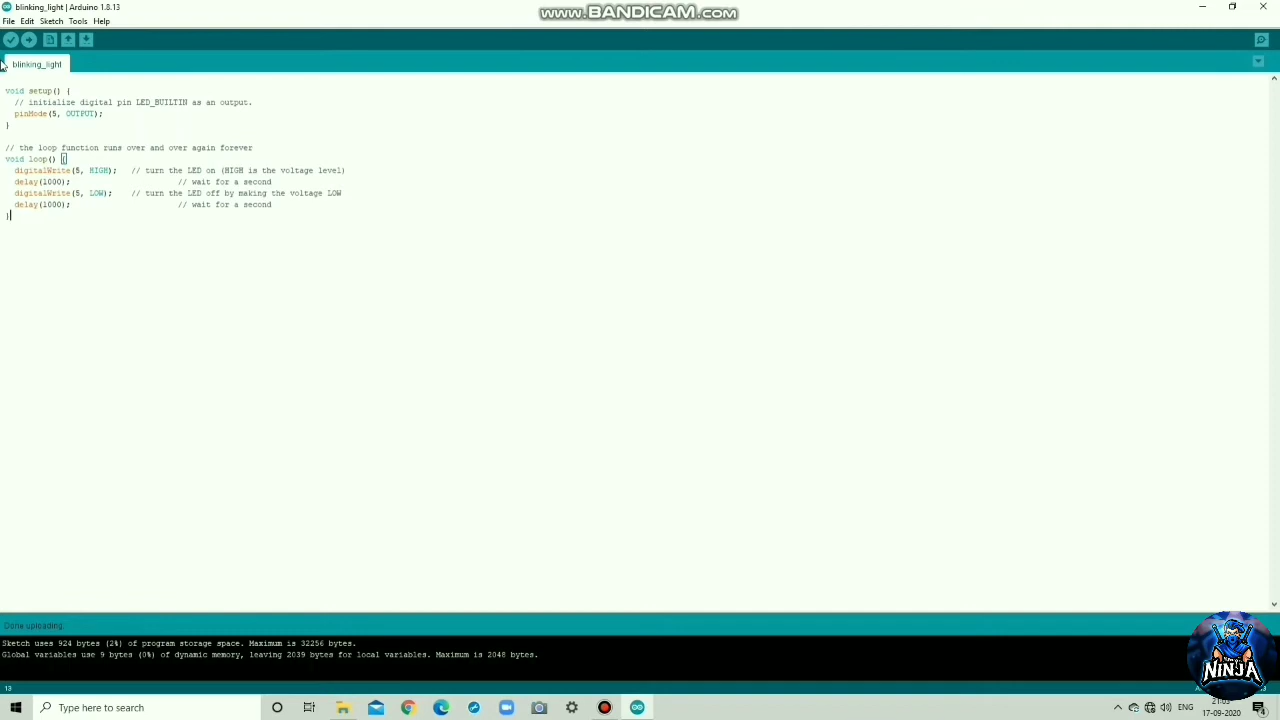 blinking_light | Arduino 1.8.13
www.BANDICAM.com
File Edit Sketch Tools Help
blinking_light
void setup() {
  // initialize digital pin LED_BUILTIN as an output.
  pinMode(5, OUTPUT);
}
// the loop function runs over and over again forever
void loop() {
  digitalWrite(5, HIGH);   // turn the LED on (HIGH is the voltage level)
  delay(1000);                       // wait for a second
  digitalWrite(5, LOW);    // turn the LED off by making the voltage LOW
  delay(1000);                       // wait for a second
}
Done uploading.
Sketch uses 924 bytes (2%) of program storage space. Maximum is 32256 bytes.
Global variables use 9 bytes (0%) of dynamic memory, leaving 2039 bytes for local variables. Maximum is 2048 bytes.
NINJA
13
Type here to search
ENG
17-09-2020
4